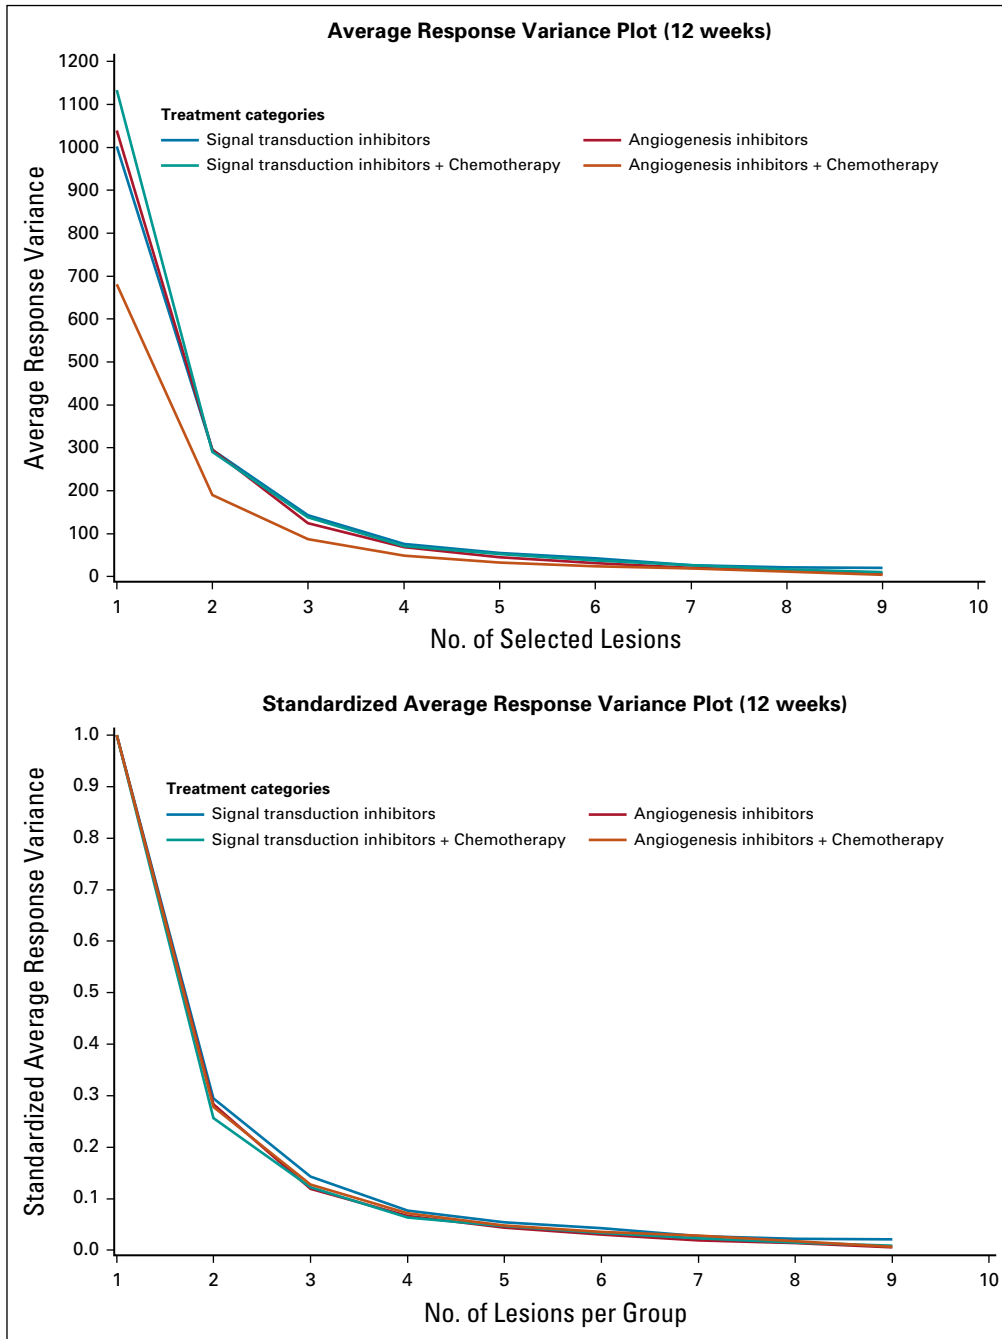 Average Response Variance Plot (12 weeks)
1200
1100
1000
900
800
700
600
500
400
300
200
100
0
Average Response Variance
Treatment categories
Signal transduction inhibitors
Angiogenesis inhibitors
Signal transduction inhibitors + Chemotherapy
Angiogenesis inhibitors + Chemotherapy
1 2 3 4 5 6 7 8 9 10
No. of Selected Lesions
Standardized Average Response Variance Plot (12 weeks)
1.0
0.9
0.8
0.7
0.6
0.5
0.4
0.3
0.2
0.1
0.0
Standardized Average Response Variance
Treatment categories
Signal transduction inhibitors
Angiogenesis inhibitors
Signal transduction inhibitors + Chemotherapy
Angiogenesis inhibitors + Chemotherapy
1 2 3 4 5 6 7 8 9 10
No. of Lesions per Group